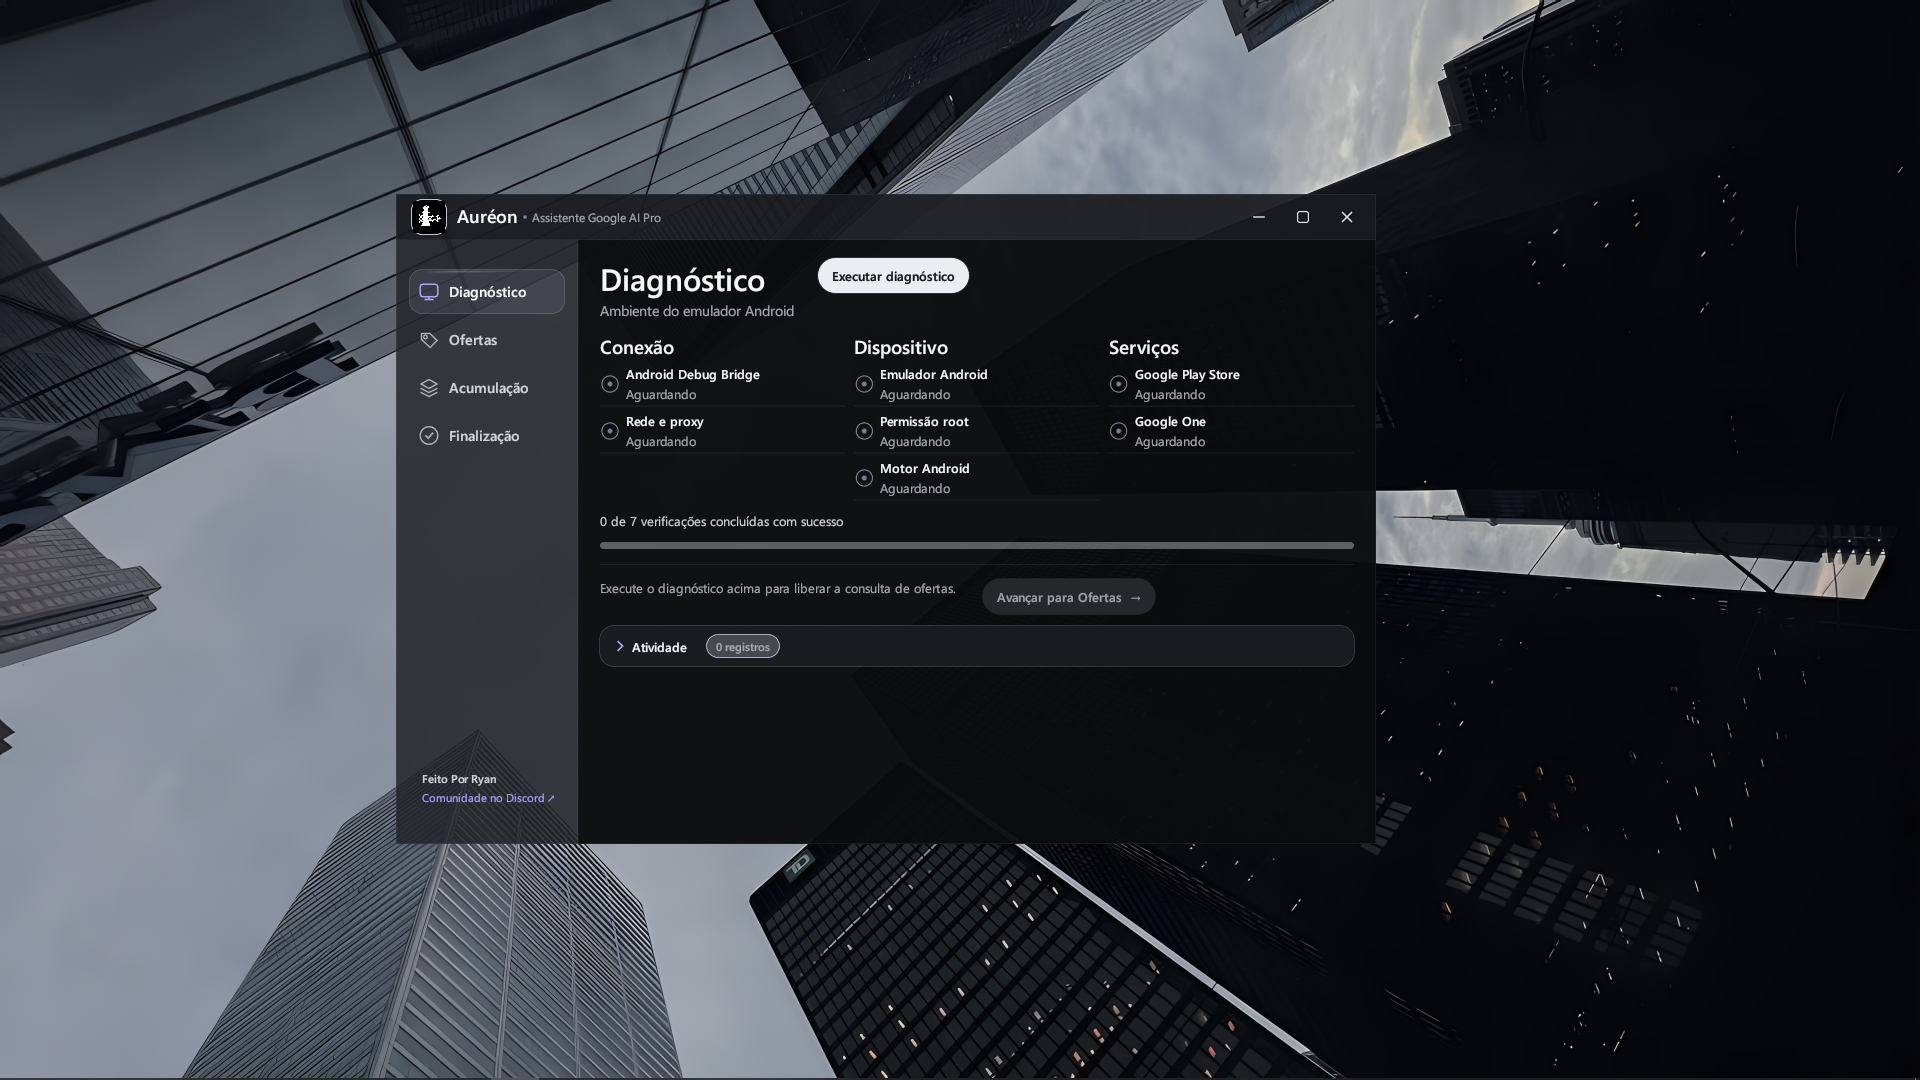 Auréon • Assistente Google AI Pro
Diagnóstico
Ofertas
Acumulação
Finalização
Feito Por Ryan
Comunidade no Discord ↗
Diagnóstico
Executar diagnóstico
Ambiente do emulador Android
Conexão
Android Debug Bridge
Aguardando
Rede e proxy
Aguardando
Dispositivo
Emulador Android
Aguardando
Permissão root
Aguardando
Motor Android
Aguardando
Serviços
Google Play Store
Aguardando
Google One
Aguardando
0 de 7 verificações concluídas com sucesso
Execute o diagnóstico acima para liberar a consulta de ofertas.
Avançar para Ofertas →
Atividade
0 registros
TD